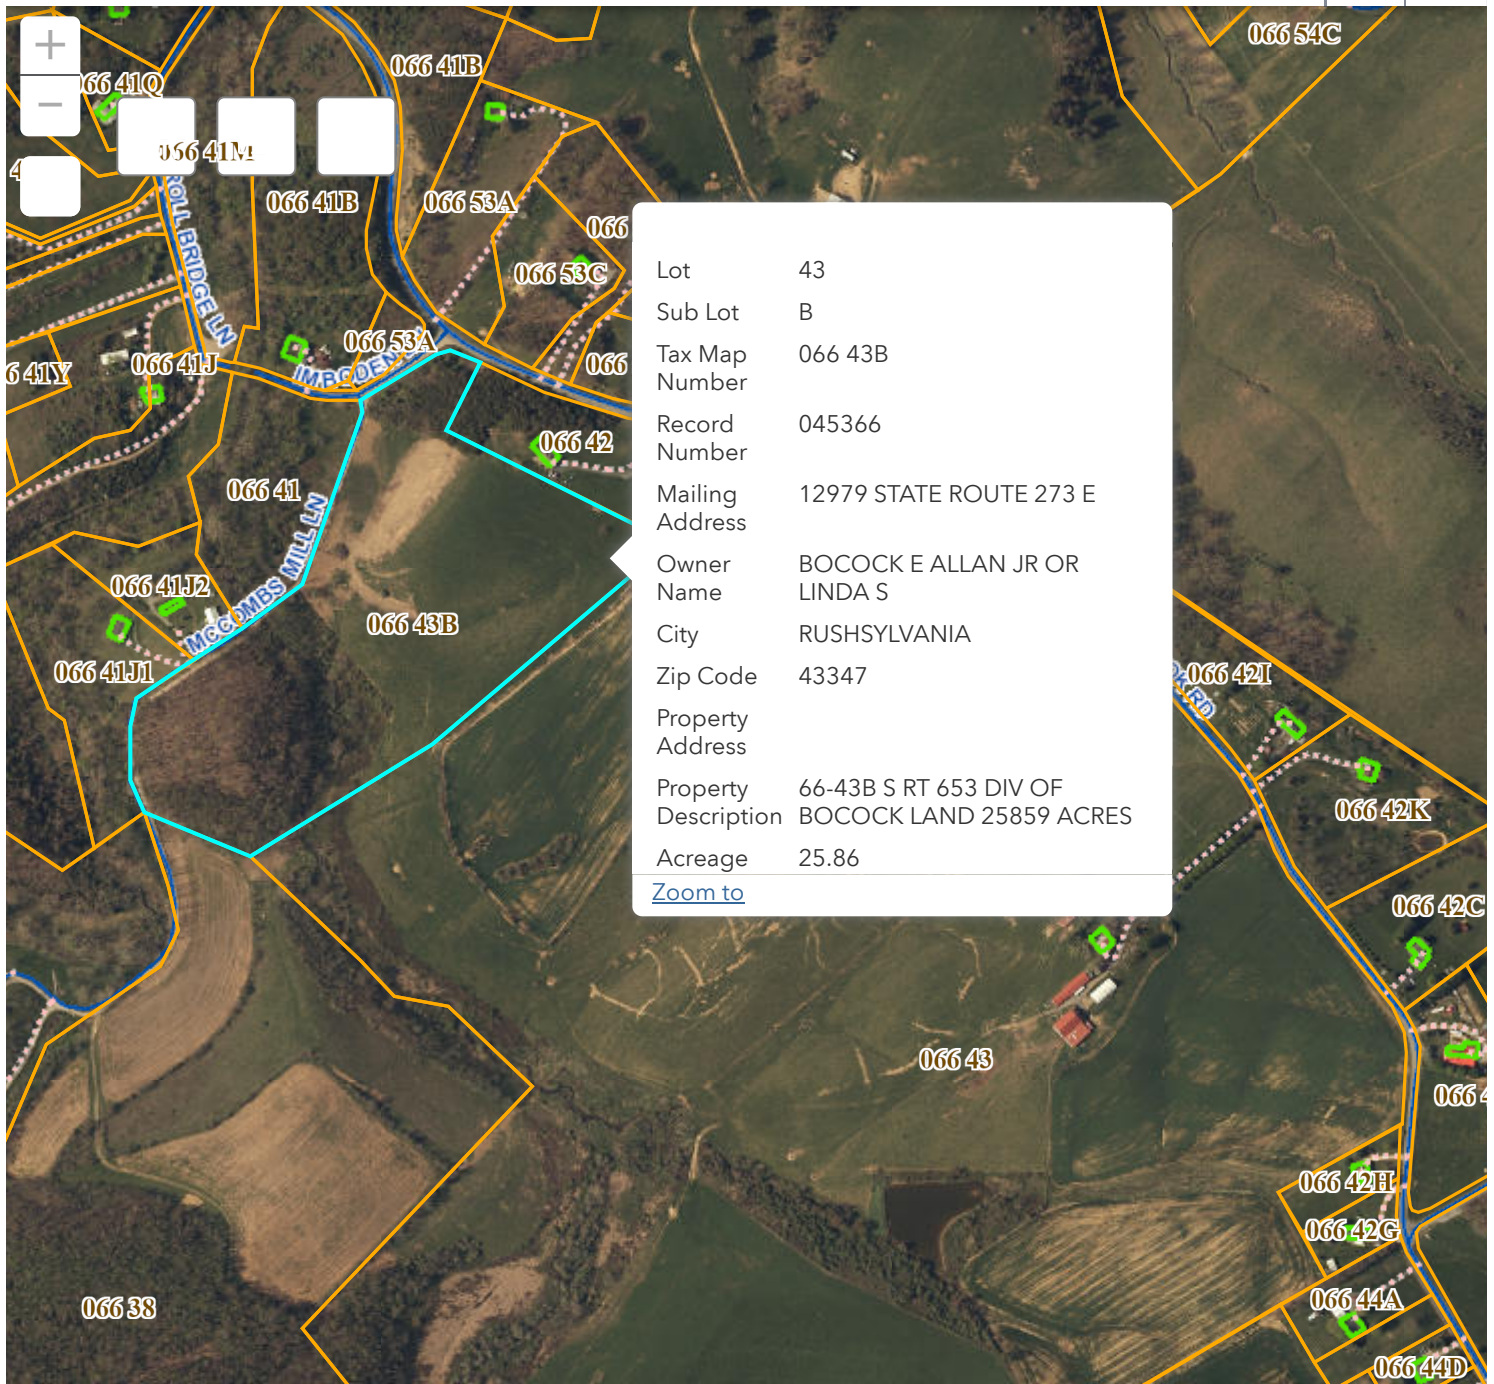 066 54C
066 41B
066 41Q
066 41M
066 41B
066 53A
066
066 53C
066 53A
066
066 41J
IMBODEN
066 42
066 41
MCCOMBS MILL LN
066 41J2
066 43B
066 41J1
Lot 43
Sub Lot B
Tax Map Number 066 43B
Record Number 045366
Mailing Address 12979 STATE ROUTE 273 E
Owner Name BOCOCK E ALLAN JR OR
LINDA S
City RUSHSYLVANIA
Zip Code 43347
Property Address
Property Description 66-43B S RT 653 DIV OF
BOCOCK LAND 25859 ACRES
Acreage 25.86
Zoom to
066 42I
RD
066 42K
066 42C
066 43
066 4
066 42H
066 42G
066 44A
066 38
066 44D
6 41Y
BRIDGE LN